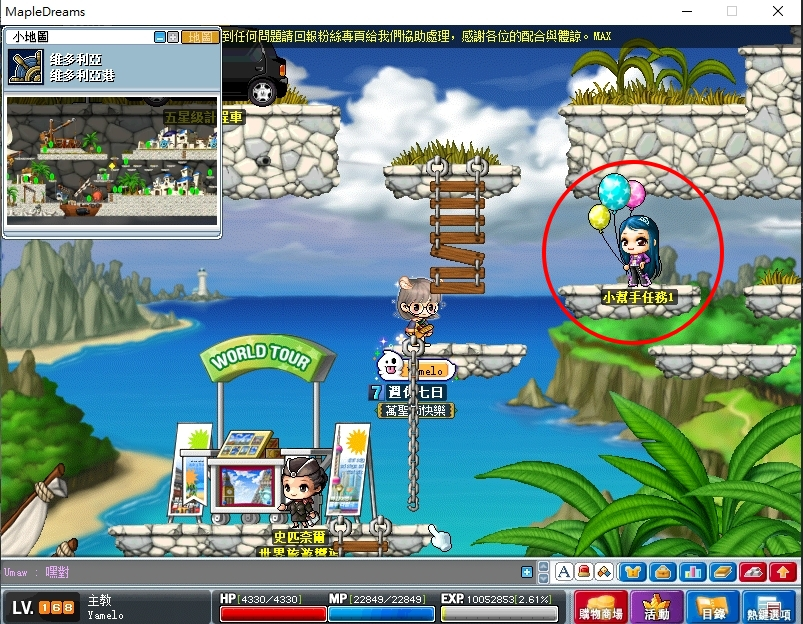 MapleDreams
小地圖
地圖
到任何問題請回報粉絲專頁給我們協助處理，感謝各位的配合與體諒。MAX
維多利亞
維多利亞港
五星級計程車
小幫手任務1
WORLD TOUR
melo
7 週休七日
萬聖節快樂
史匹奈爾
世界旅遊嚮導
Umaw : 嘿對
LV. 168
主教
Yamelo
HP[4330/4330]
MP[22849/22849]
EXP. 10052853[2.61%]
購物商場
活動
目錄
熱鍵選項